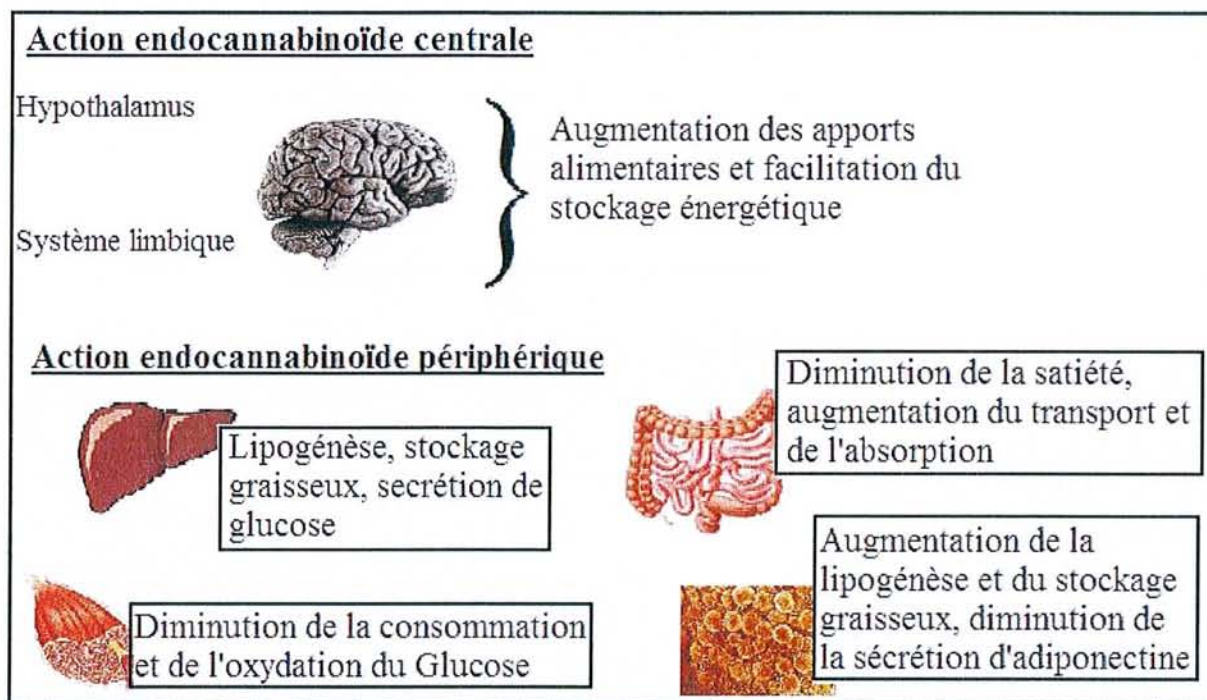 Action endocannabinoïde centrale
Hypothalamus
Système limbique
Augmentation des apports
alimentaires et facilitation du
stockage énergétique
Action endocannabinoïde périphérique
Lipogénèse, stockage
graisseux, secrétion de
glucose
Diminution de la satiété,
augmentation du transport et
de l'absorption
Diminution de la consommation
et de l'oxydation du Glucose
Augmentation de la
lipogénèse et du stockage
graisseux, diminution de
la sécrétion d'adiponectine